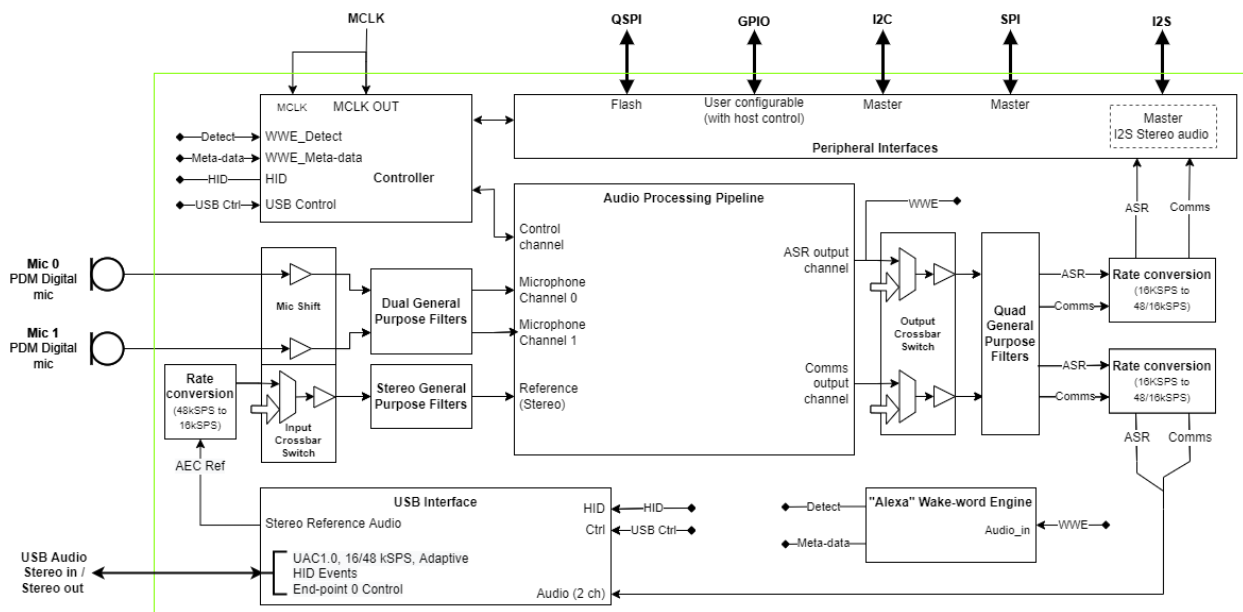 MCLK
QSPI
GPIO
I2C
SPI
I2S
MCLK
MCLK OUT
Flash
User configurable
(with host control)
Master
Master
Master
I2S Stereo audio
Peripheral Interfaces
Detect
WWE_Detect
Meta-data
WWE_Meta-data
HID
HID
Controller
USB Ctrl
USB Control
Audio Processing Pipeline
WWE
ASR
Comms
Control
channel
ASR output
channel
Mic 0
PDM Digital
mic
Mic Shift
Dual General
Purpose Filters
Microphone
Channel 0
Microphone
Channel 1
Mic 1
PDM Digital
mic
Output
Crossbar
Switch
Quad
General
Purpose
Filters
ASR
Comms
Rate conversion
(16KSPS to
48/16kSPS)
Rate
conversion
(48kSPS to
16kSPS)
Input
Crossbar
Switch
Stereo General
Purpose Filters
Reference
(Stereo)
Comms
output
channel
ASR
Comms
Rate conversion
(16KSPS to
48/16kSPS)
ASR
Comms
AEC Ref
USB Interface
Stereo Reference Audio
HID
HID
Ctrl
USB Ctrl
UAC1.0, 16/48 kSPS, Adaptive
HID Events
End-point 0 Control
Audio (2 ch)
USB Audio
Stereo in /
Stereo out
Detect
Meta-data
"Alexa" Wake-word Engine
Audio_in
WWE